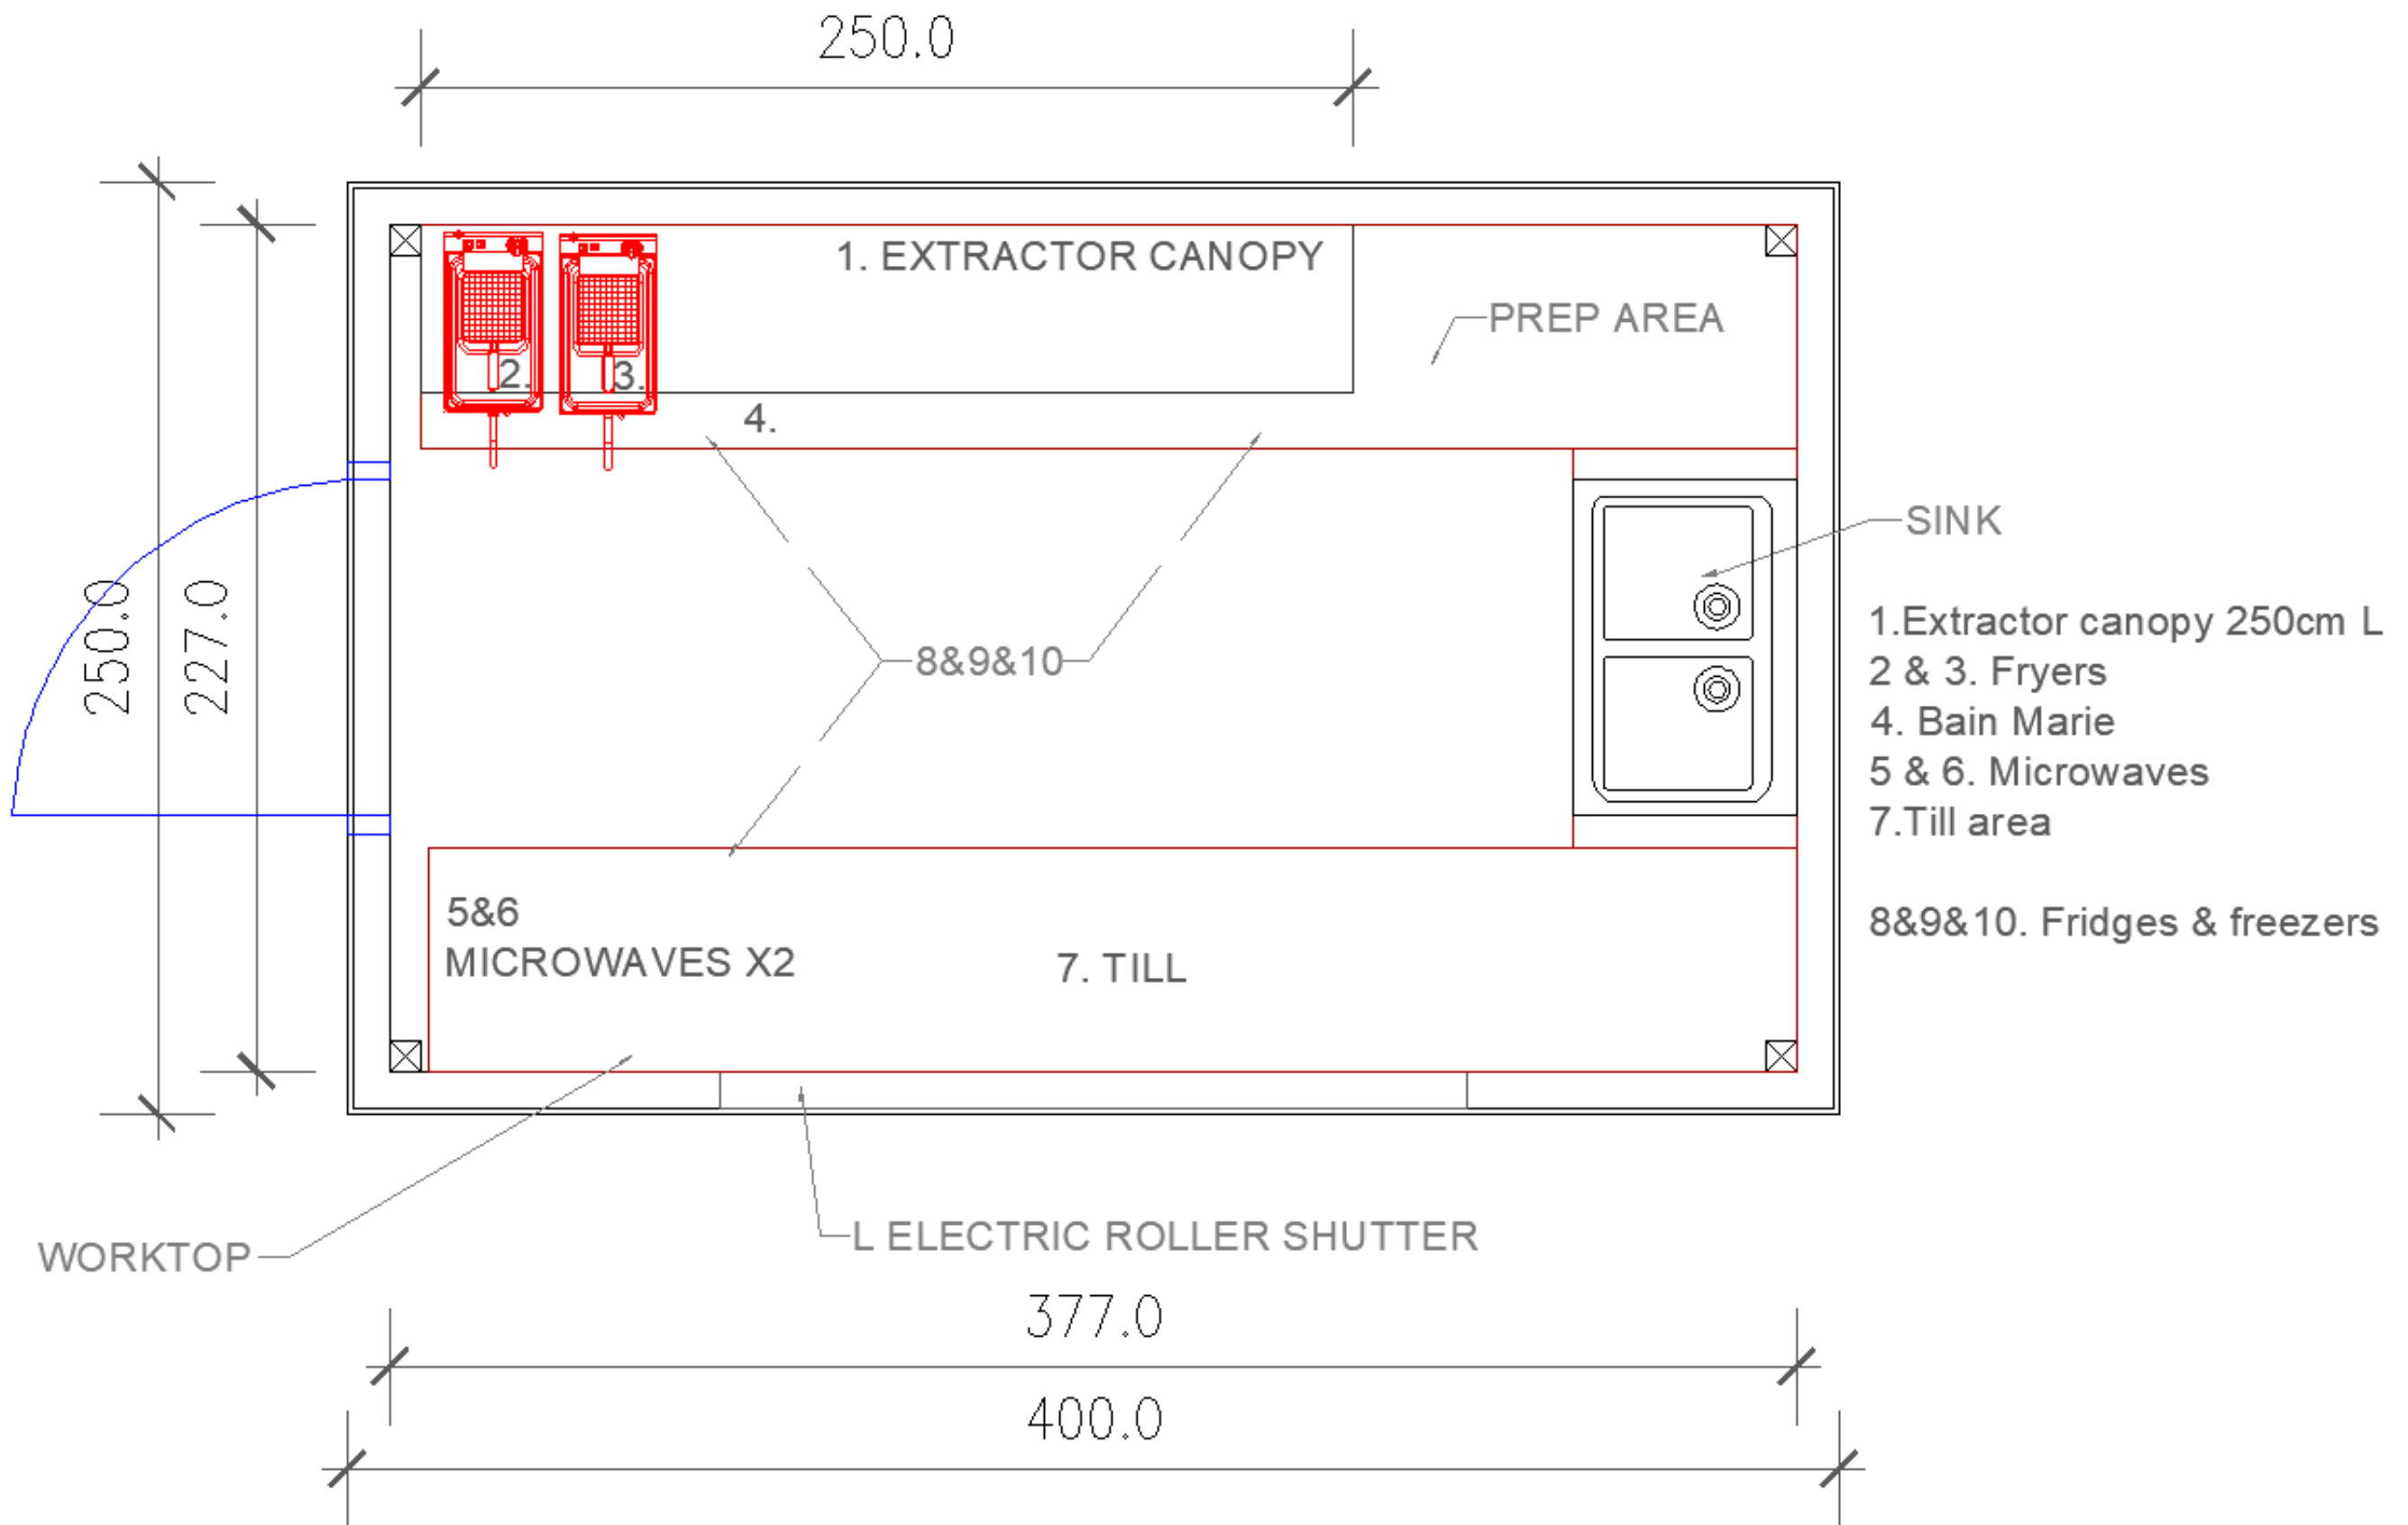 250.0
1. EXTRACTOR CANOPY
PREP AREA
2.
3.
4.
SINK
250.0
227.0
8&9&10
1.Extractor canopy 250cm L
2 & 3. Fryers
4. Bain Marie
5 & 6. Microwaves
7.Till area
8&9&10. Fridges & freezers
5&6
MICROWAVES X2
7. TILL
WORKTOP
L ELECTRIC ROLLER SHUTTER
377.0
400.0